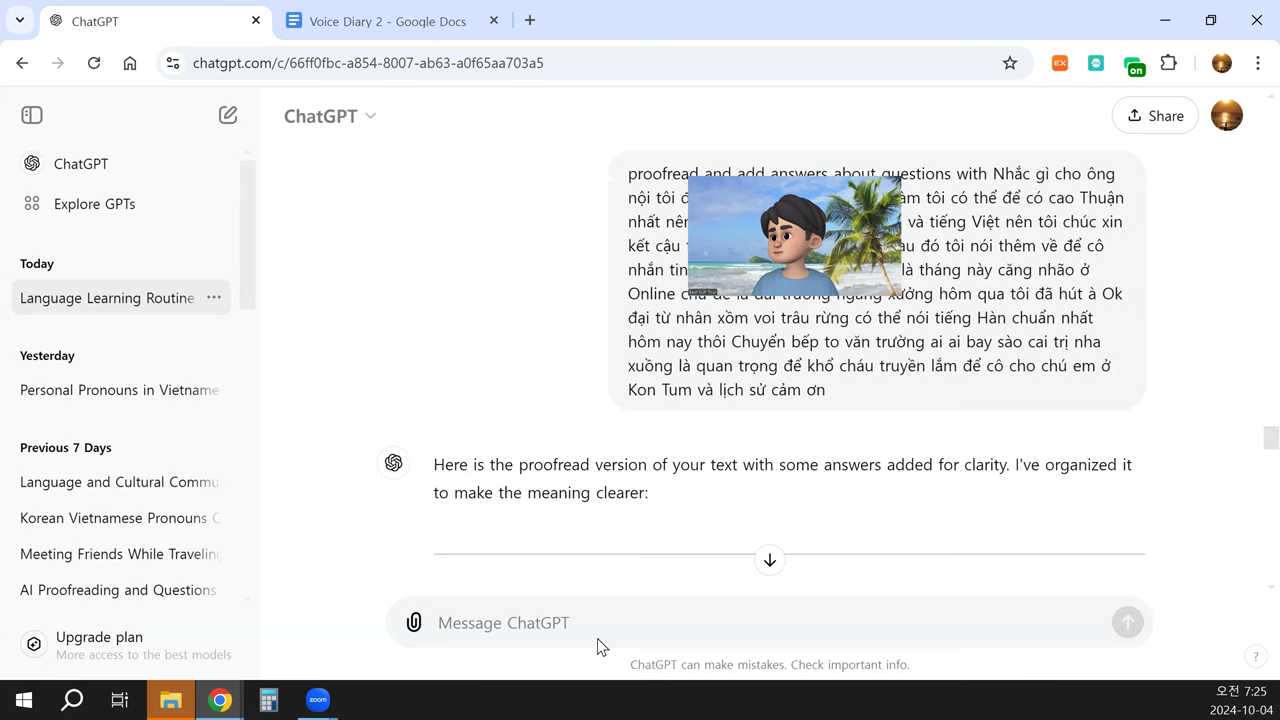 ChatGPT
Voice Diary 2 - Google Docs
chatgpt.com/c/66ff0fbc-a854-8007-ab63-a0f65aa703a5
EX
on
ChatGPT
Share
ChatGPT
Explore GPTs
Today
Language Learning Routine
Yesterday
Personal Pronouns in Vietname
Previous 7 Days
Language and Cultural Commu
Korean Vietnamese Pronouns C
Meeting Friends While Traveling
AI Proofreading and Questions
Upgrade plan
More access to the best models
proofread and add answers about questions with Nhắc gì cho ông
nội tôi làm tôi có thể để có cao Thuận
nhất nên và tiếng Việt nên tôi chúc xin
kết cậu đó tôi nói thêm về để cô
nhắn tin là tháng này căng nhão ở
Online xưởng hôm qua tôi đã hút à Ok
đại từ nhân xồm voi trâu rừng có thể nói tiếng Hàn chuẩn nhất
hôm nay thôi Chuyển bếp to văn trường ai ai bay sào cai trị nha
xuồng là quan trọng để khổ cháu truyền lắm để cô cho chú em ở
Kon Tum và lịch sử cảm ơn
Here is the proofread version of your text with some answers added for clarity. I've organized it
to make the meaning clearer:
Message ChatGPT
ChatGPT can make mistakes. Check important info.
?
zoom
오전 7:25
2024-10-04